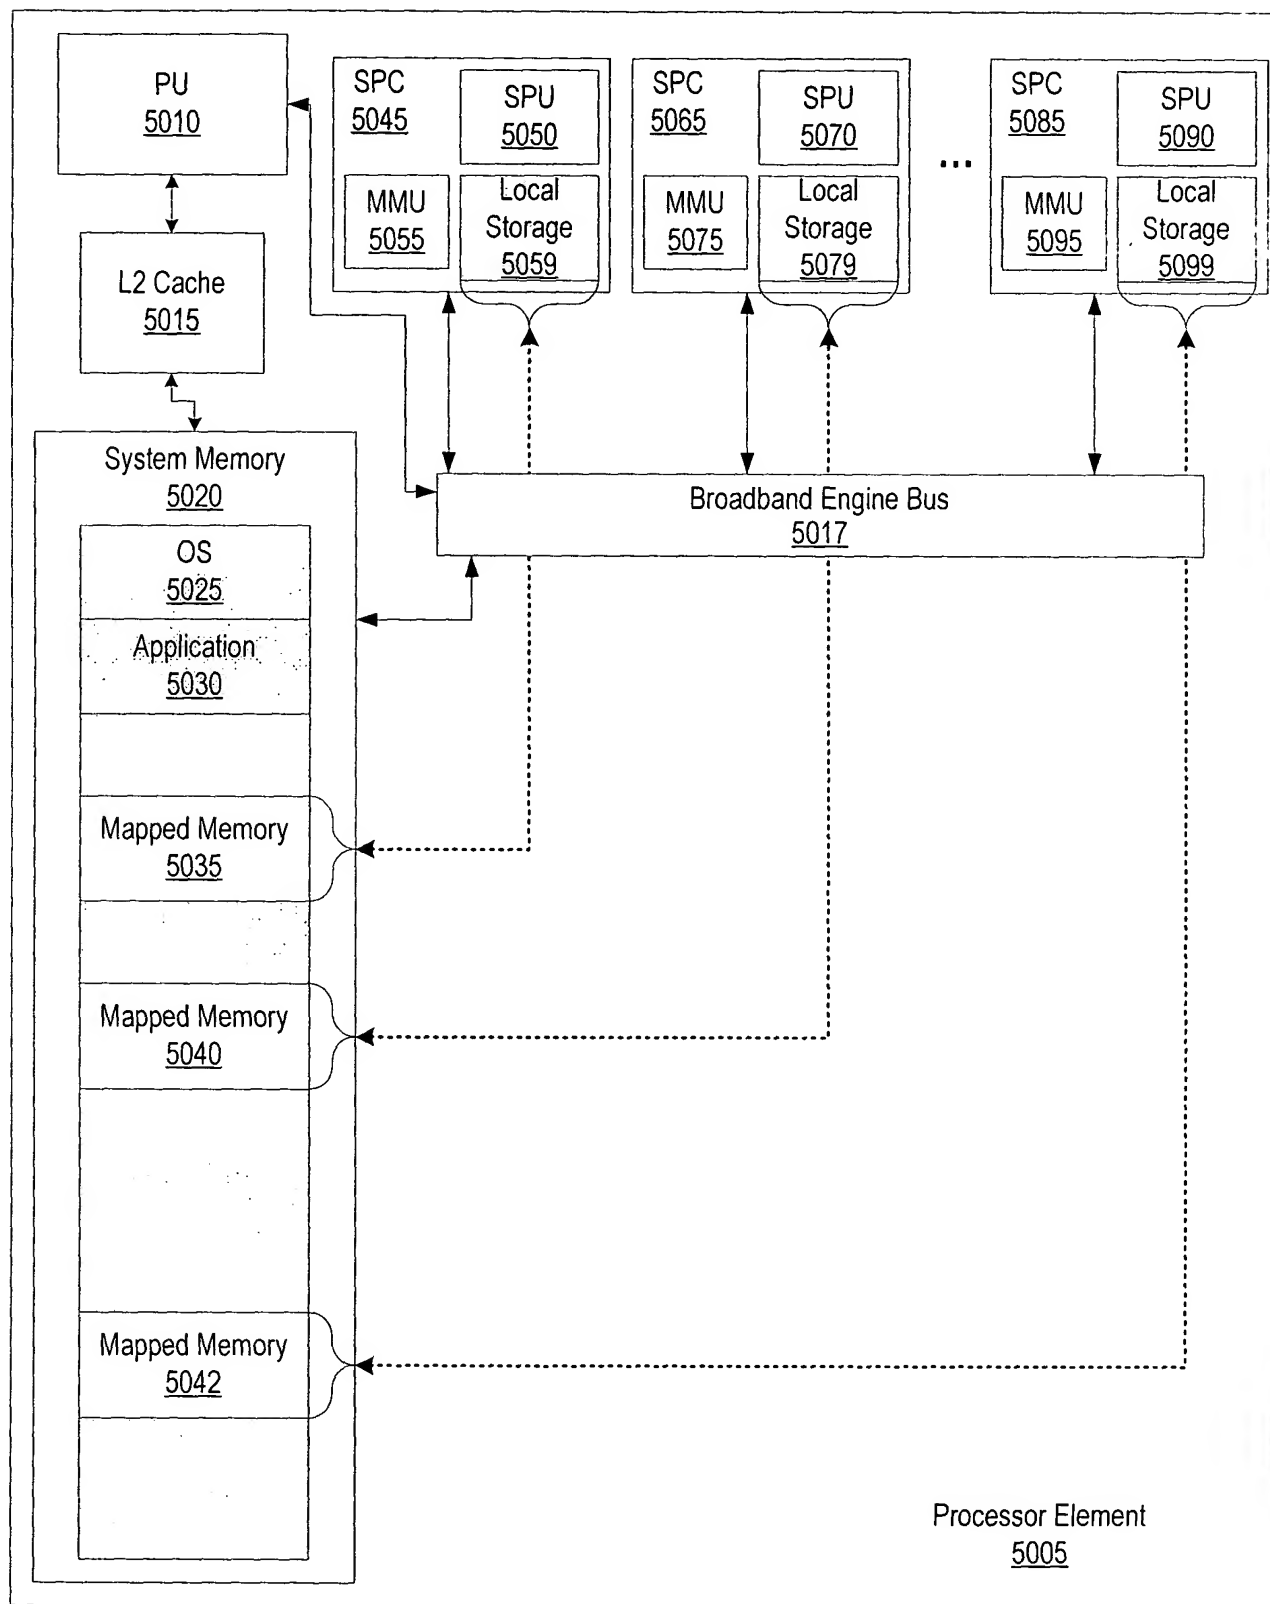 PU
5010
SPC
5045
SPU
5050
MMU
5055
Local
Storage
5059
SPC
5065
SPU
5070
MMU
5075
Local
Storage
5079
...
SPC
5085
SPU
5090
MMU
5095
Local
Storage
5099
L2 Cache
5015
System Memory
5020
Broadband Engine Bus
5017
OS
5025
Application
5030
Mapped Memory
5035
Mapped Memory
5040
Mapped Memory
5042
Processor Element
5005